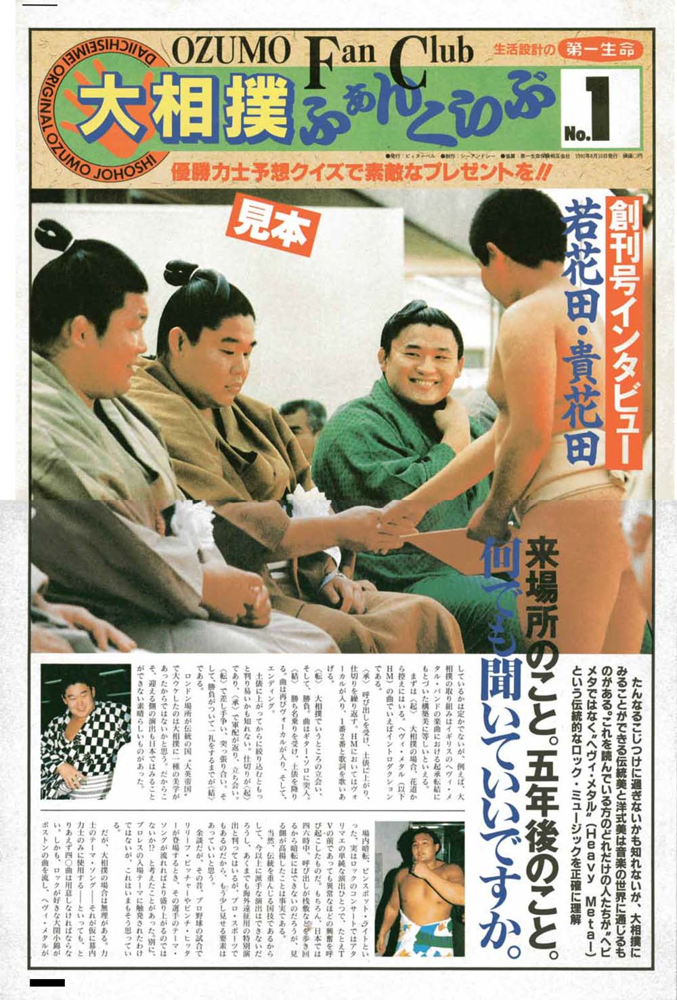 OZUMO Fan Club
生活設計の 第一生命
DAIICHISEIMEI ORIGINAL OZUMO JOHOSHI
大相撲ふぁんくらぶ
No.1
●発行：ビィヌーベル ●制作：シーアンドシー ●協賛：第一生命保険相互会社 1992年8月10日発行
優勝力士予想クイズで素敵なプレゼントを!!
見本
創刊号インタビュー
若花田・貴花田
来場所のこと。五年後のこと。
何でも聞いていいですか。
たんなるこじつけに過ぎないかも知れないが、大相撲に
みることができる伝統美と洋式美は音楽の世界に通じるも
のがある。これを読んでいる方のどれだけの人たちが“ヘビ
メタではなく“ヘヴィ・メタル”（Heavy Metal）
という伝統的なロック・ミュージックを正確に理解
しているかは定かでないが、例えば、大
相撲の取り組みはイギリスのヘヴィ・メ
タル・バンドの楽曲における起承転結に
もとづいた構築美に等しいといえる。
まずは〈起〉 大相撲の場合、花道か
ら控えにはいる。ヘヴィ・メタル（以下
HM）の曲でいえばイントロダクション
である。
〈承〉 呼び出しを受け、土俵に上がり、
仕切りを繰り返す。HMにおいてはヴォ
ーカルが入り、1番2番と歌詞を歌いあ
げる。
〈転〉 大相撲でいうところの立会い、
そして、勝負。曲はギター・ソロに突入。
〈結〉 勝ち名乗りを受け、土俵を降り
る。曲は再びヴォーカルが入り、そして、
エンディング。
土俵に上がってからに絞り込むともっ
と判り易いかも知れない。仕切りが〈起〉
であり、〈承〉で軍配が返り、立ち会い。
〈転〉で差し手争い、突っ張り合い。そ
して、勝負がついて一礼をするまでが〈結〉
である。
ロンドン場所が伝統の国“大英帝国”
で大ウケしたのは大相撲に一種の美学が
あったからではないかと思う。だからこ
そ、迎える側の演出も日本ではみること
ができない素晴らしいものがあった。
場内暗転、ピンスポット・ライトとい
った、実はロックのコンサートではアタ
リマエの単純な演出ひとつで、たとえT
Vの前であっても異常なほどの興奮を呼
び起こしたものだ。もちろん、日本では
四六時中、呼び出しが桟敷などを歩き回
るから暗転にはできないのだろうが、見
る側が高揚したことは事実である。
当然、伝統を重んじる国技であるから
して、今以上に派手な演出はできないだ
ろうし、あくまでも海外遠征用の特別演
出と判ってはいるが、プロ・スポーツで
もあるのだから、もう少し見せる要素は
あっていいと思う。
余談だが、その昔、プロ野球の試合で
リリーフ・ピッチャーやピンチ・ヒッタ
ーが登場するとき、その選手のテーマ・
ソングが流れればより盛り上がるのでは
ないか!? と考えたことがあった。別に、
プロレスの入場テーマに触発されたわけ
ではないが、これはいまもそう思ってい
る。
だが、大相撲の場合は無理がある。力
士のテーマ・ソング――それが仮に幕内
力士のみに使用する――といっても、と
りあえず四〇曲は用意しなければならな
い。しかも、ロックが好きな大関小錦が
ボストンの曲を流し、ヘヴィ・メタルが